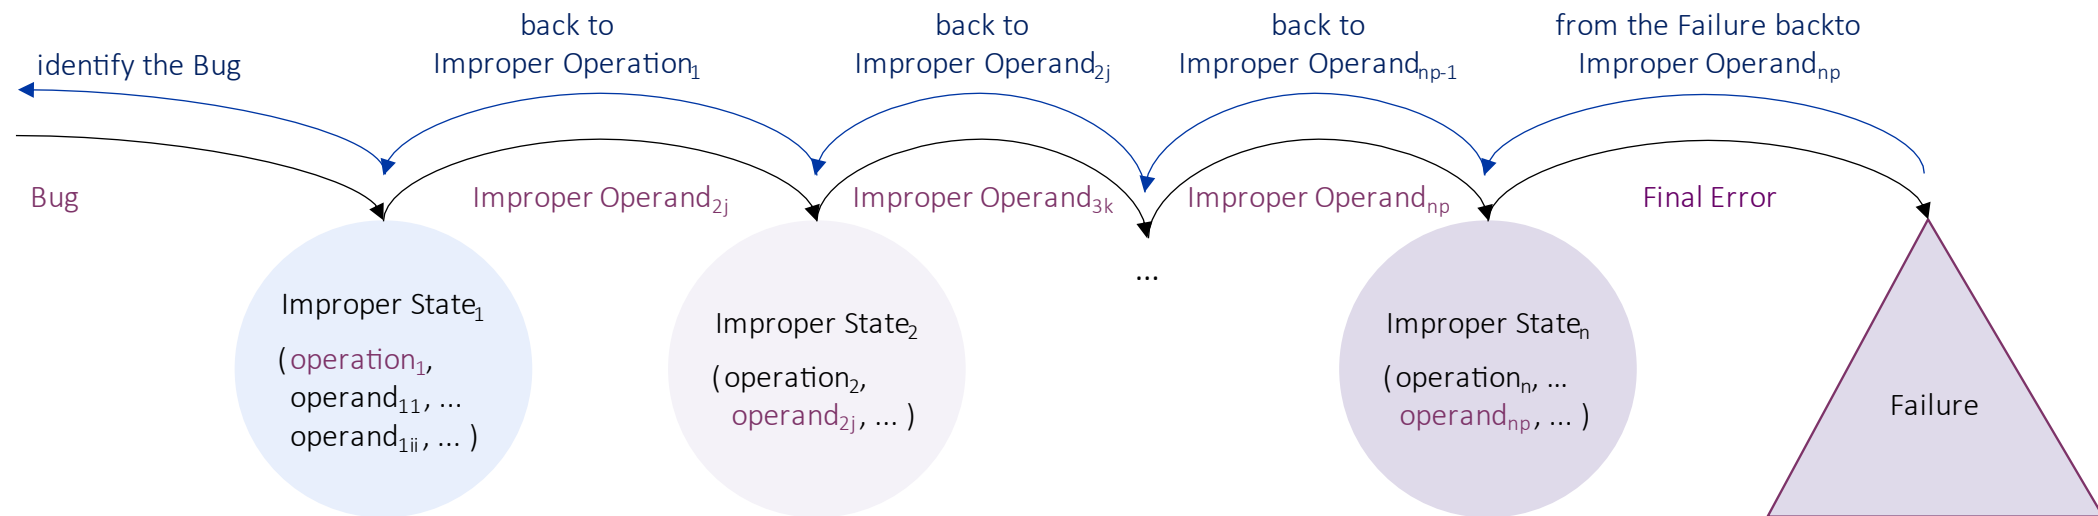 identify the Bug
back to
Improper Operation₁
back to
Improper Operand₂ⱼ
back to
Improper Operandnp-1
from the Failure backto
Improper Operandnp
Bug
Improper Operand₂ⱼ
Improper Operand3k
Improper Operandnp
Final Error
...
Improper State₁
(operation₁,
operand₁₁, ...
operand1ii, ... )
Improper State₂
(operation₂,
operand₂ⱼ, ... )
Improper Staten
(operationn, ...
operandnp, ... )
Failure